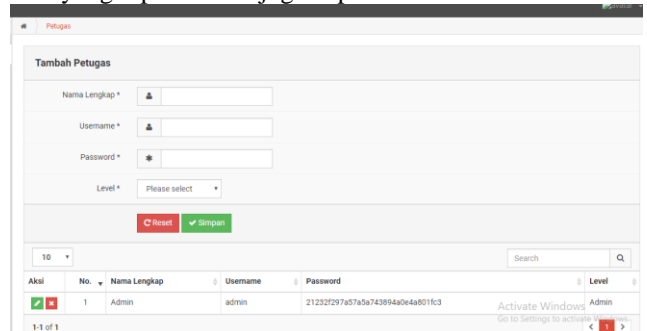 avatar
Petugas
Tambah Petugas
Nama Lengkap *
Username *
Password *
Level * Please select
Reset Simpan
10 Search
Aksi No. Nama Lengkap Username Password Level
1 Admin admin 21232f297a57a5a743894a0e4a801fc3 Admin
Activate Windows
Go to Settings to activate Windows.
1-1 of 1 1